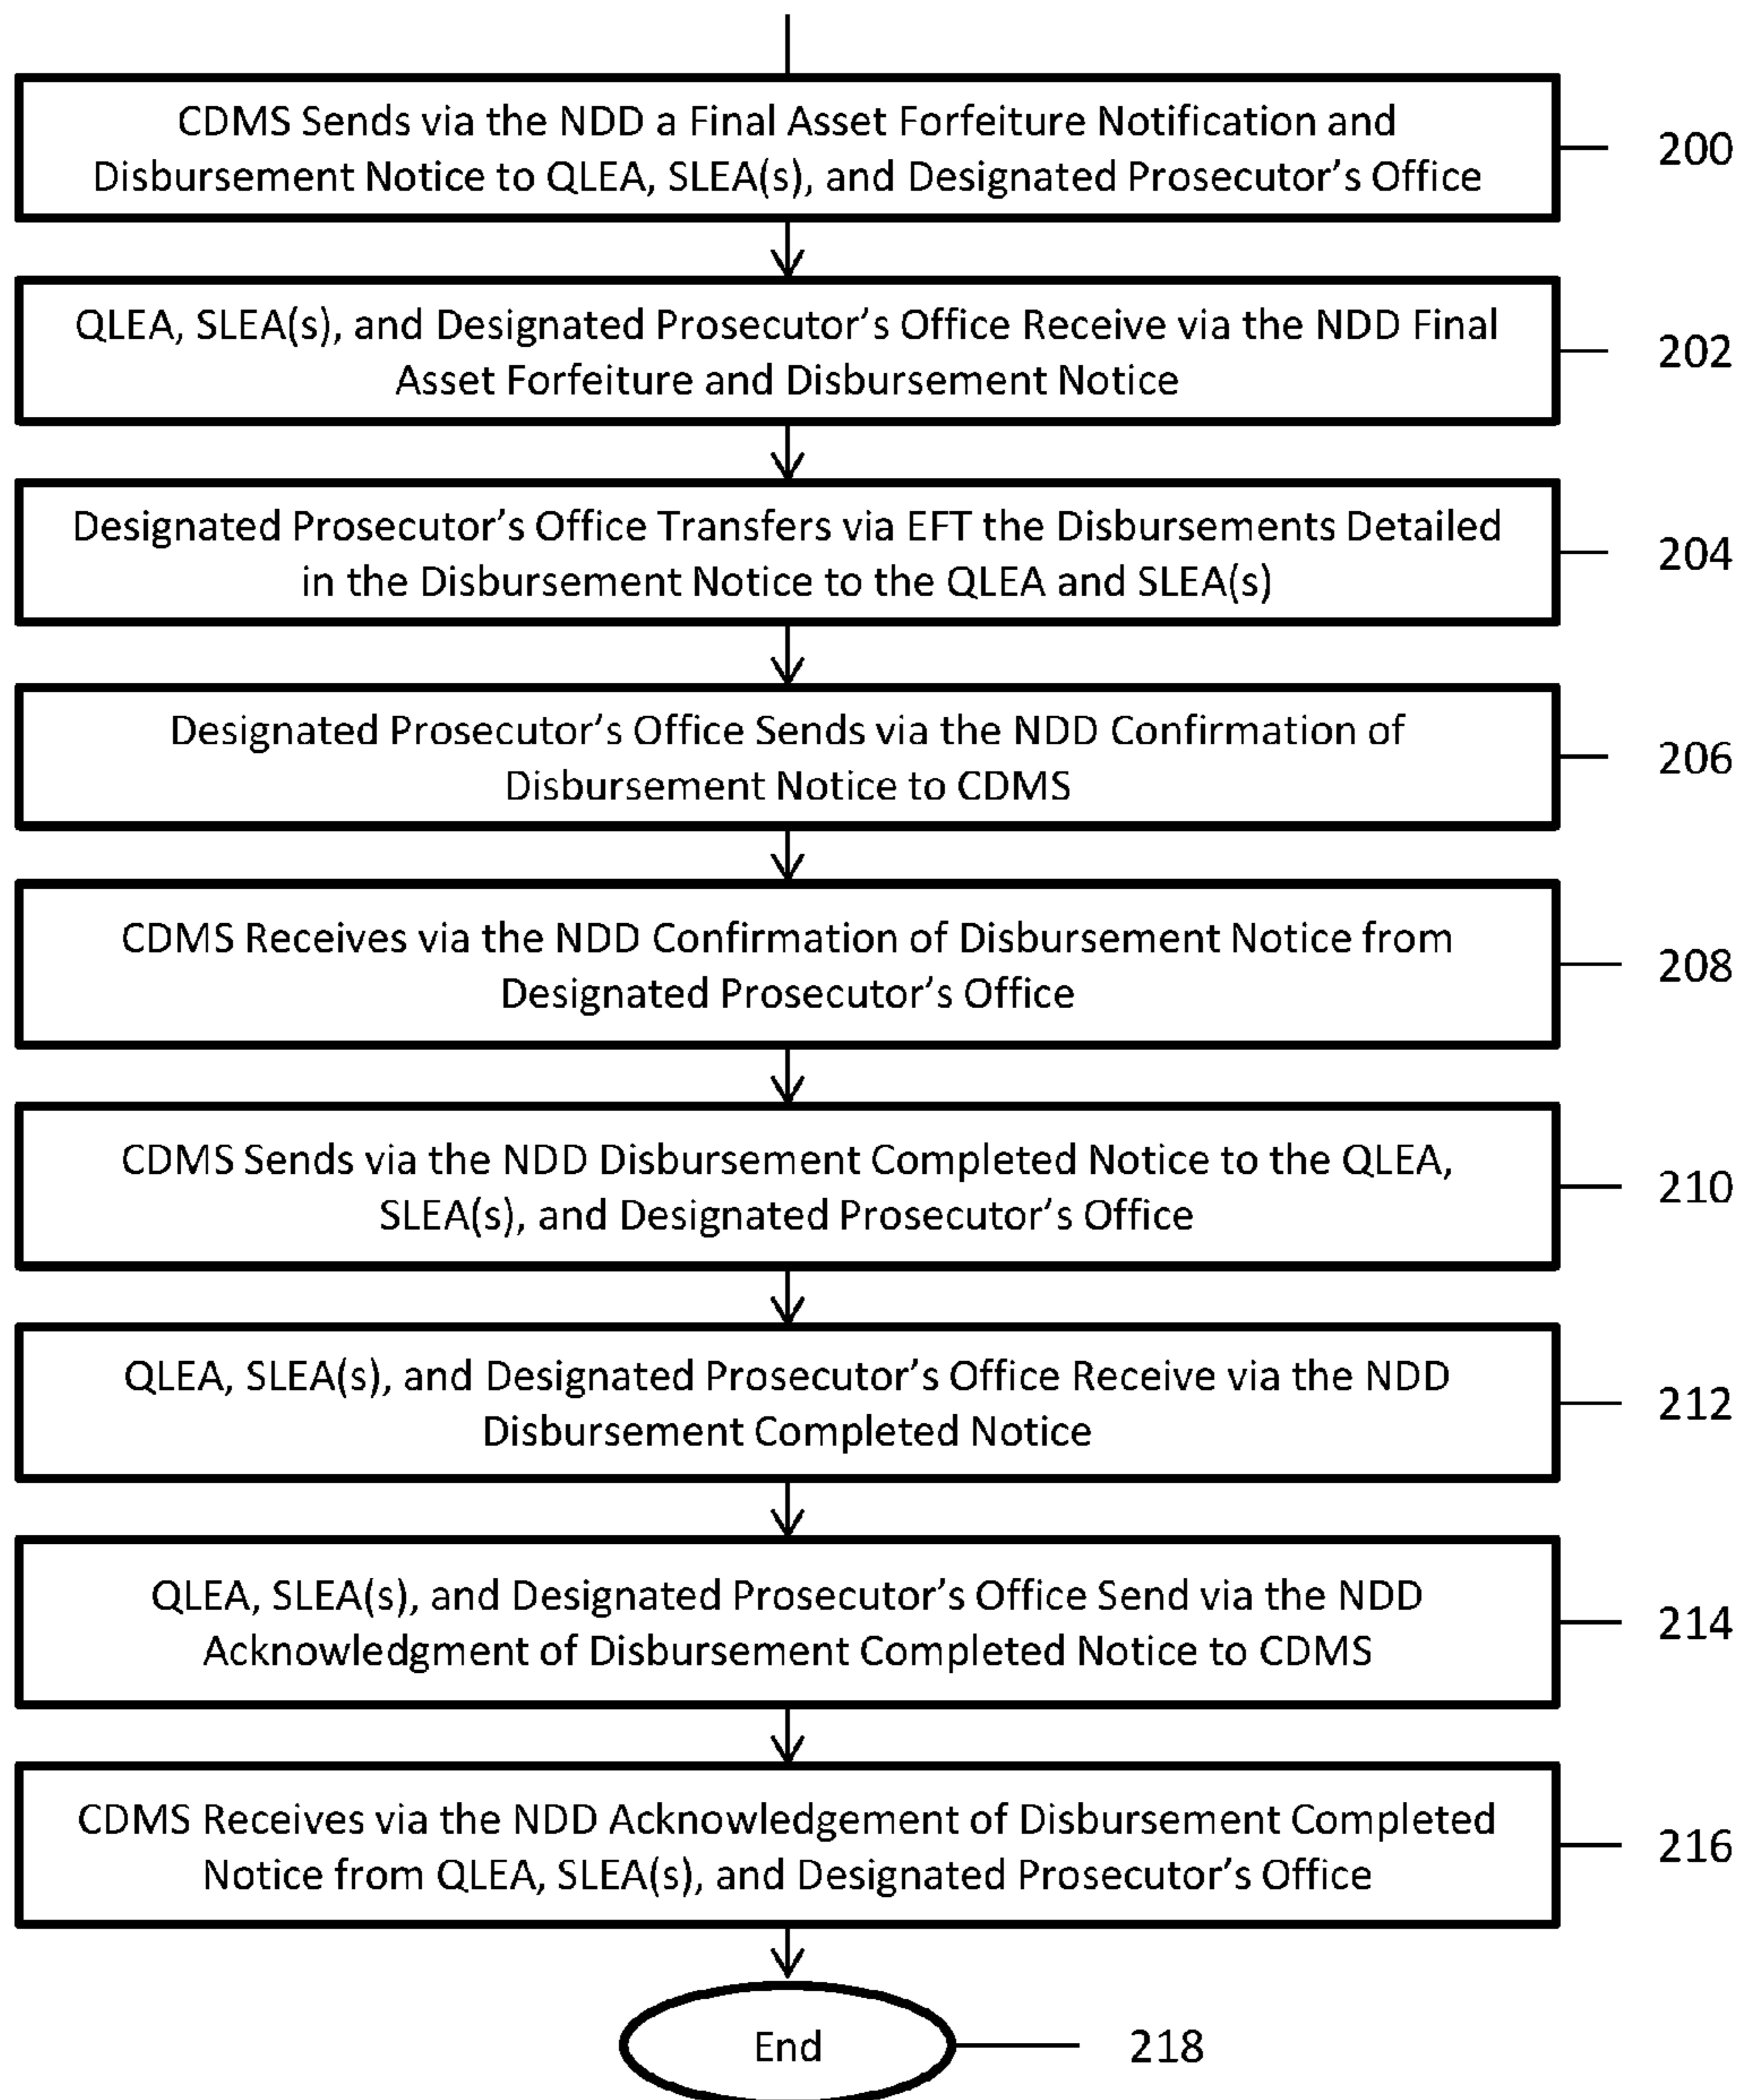 CDMS Sends via the NDD a Final Asset Forfeiture Notification and
Disbursement Notice to QLEA, SLEA(s), and Designated Prosecutor's Office
200
QLEA, SLEA(s), and Designated Prosecutor's Office Receive via the NDD Final
Asset Forfeiture and Disbursement Notice
202
Designated Prosecutor's Office Transfers via EFT the Disbursements Detailed
in the Disbursement Notice to the QLEA and SLEA(s)
204
Designated Prosecutor's Office Sends via the NDD Confirmation of
Disbursement Notice to CDMS
206
CDMS Receives via the NDD Confirmation of Disbursement Notice from
Designated Prosecutor's Office
208
CDMS Sends via the NDD Disbursement Completed Notice to the QLEA,
SLEA(s), and Designated Prosecutor's Office
210
QLEA, SLEA(s), and Designated Prosecutor's Office Receive via the NDD
Disbursement Completed Notice
212
QLEA, SLEA(s), and Designated Prosecutor's Office Send via the NDD
Acknowledgment of Disbursement Completed Notice to CDMS
214
CDMS Receives via the NDD Acknowledgement of Disbursement Completed
Notice from QLEA, SLEA(s), and Designated Prosecutor's Office
216
End
218